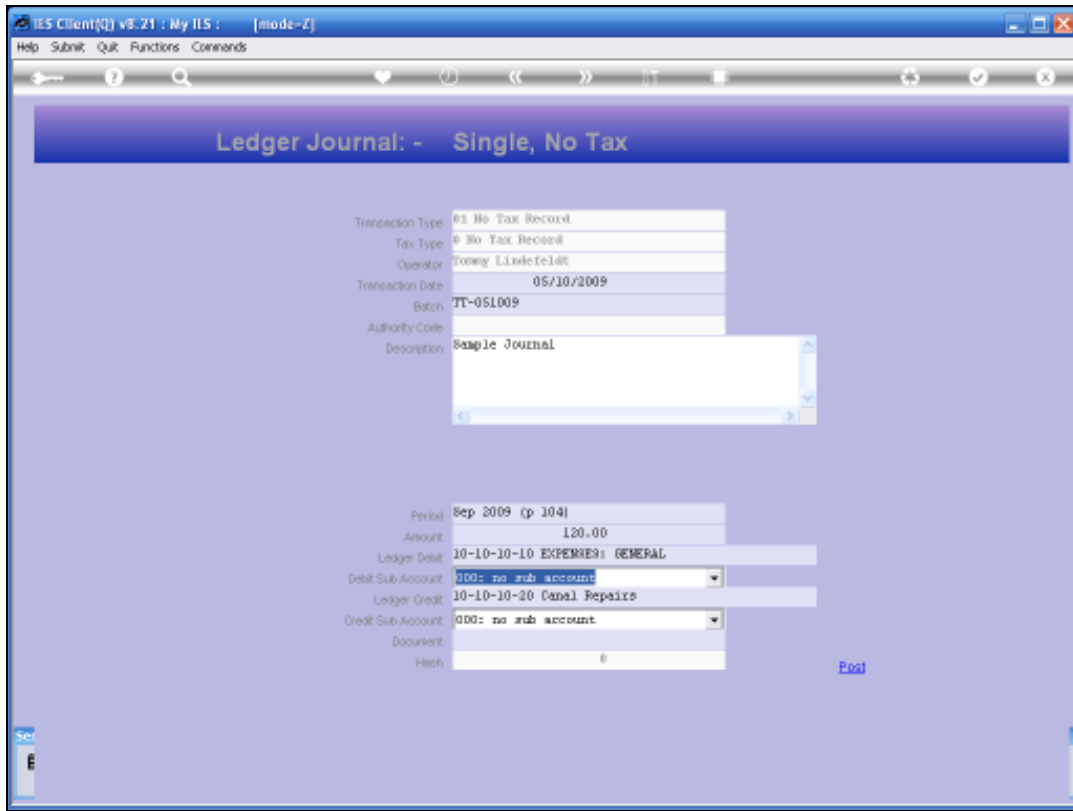 IES Client(Q) v8.21 : My IES : [mode=Z]
Help Submit Quit Functions Commands
Ledger Journal: - Single, No Tax
Transaction Type 01 No Tax Record
Tax Type 0 No Tax Record
Operator Tommy Lindefeldt
Transaction Date 05/10/2009
Batch TT-051009
Authority Code
Description Sample Journal
Period Sep 2009 (p 104)
Amount 120.00
Ledger Debit 10-10-10-10 EXPENSES: GENERAL
Debit Sub Account 000: no sub account
Ledger Credit 10-10-10-20 Canal Repairs
Credit Sub Account 000: no sub account
Document
Hash 0
Post